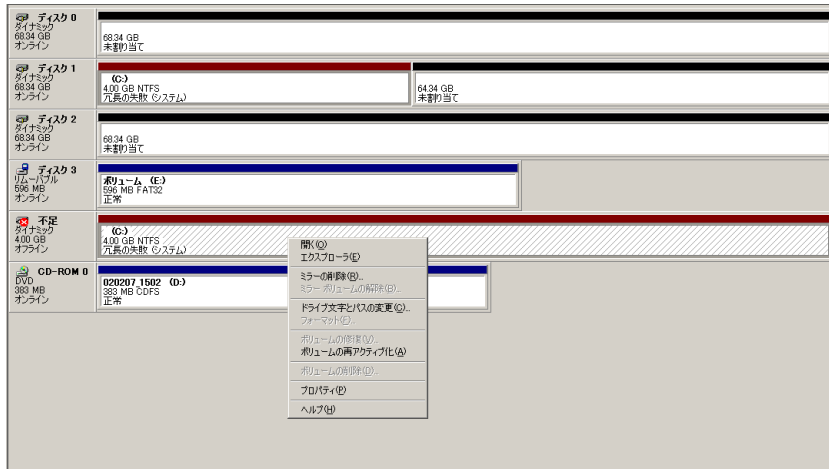 ディスク 0
ダイナミック
68.34 GB
オンライン
68.34 GB
未割り当て
ディスク 1
ダイナミック
68.34 GB
オンライン
(C:)
4.00 GB NTFS
冗長の失敗 (システム)
64.34 GB
未割り当て
ディスク 2
ダイナミック
68.34 GB
オンライン
68.34 GB
未割り当て
ディスク 3
リムーバブル
596 MB
オンライン
ボリューム (E:)
596 MB FAT32
正常
不足
ダイナミック
4.00 GB
オフライン
(C:)
4.00 GB NTFS
冗長の失敗 (システム)
CD-ROM 0
DVD
383 MB
オンライン
020207_1502 (D:)
383 MB CDFS
正常
開く(O)
エクスプローラ(E)
ミラーの削除(R)...
ミラー ボリュームの解除(B)...
ドライブ文字とパスの変更(C)...
フォーマット(F)...
ボリュームの修復(V)...
ボリュームの再アクティブ化(A)
ボリュームの削除(D)...
プロパティ(P)
ヘルプ(H)